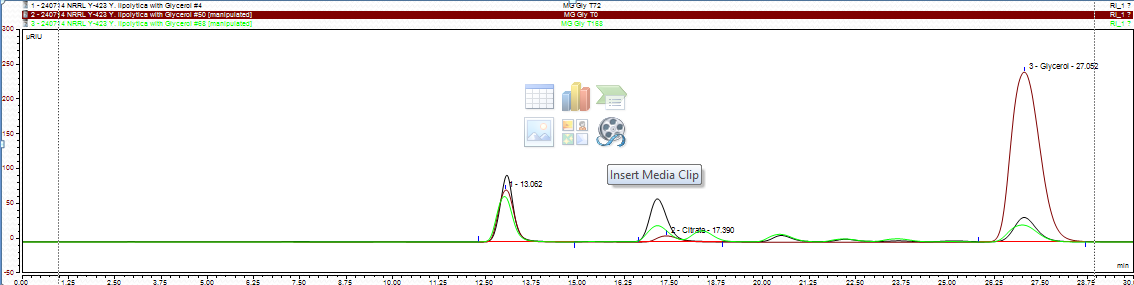 1 - 240714 NRRL Y-423 Y. lipolytica with Glycerol #4 MG Gly T72 RI_1 ?
2 - 240714 NRRL Y-423 Y. lipolytica with Glycerol #50 [manipulated] MG Gly T0 RI_1 ?
3 - 240714 NRRL Y-423 Y. lipolytica with Glycerol #68 [manipulated] MG Gly T168 RI_1 ?
300
µRIU
3 - Glycerol - 27.052
250
200
150
100
Insert Media Clip
1 - 13.062
50
2 - Citrate - 17.390
0
min
-50
0.00 1.25 2.50 3.75 5.00 6.25 7.50 8.75 10.00 11.25 12.50 13.75 15.00 16.25 17.50 18.75 20.00 21.25 22.50 23.75 25.00 26.25 27.50 28.75 30.0